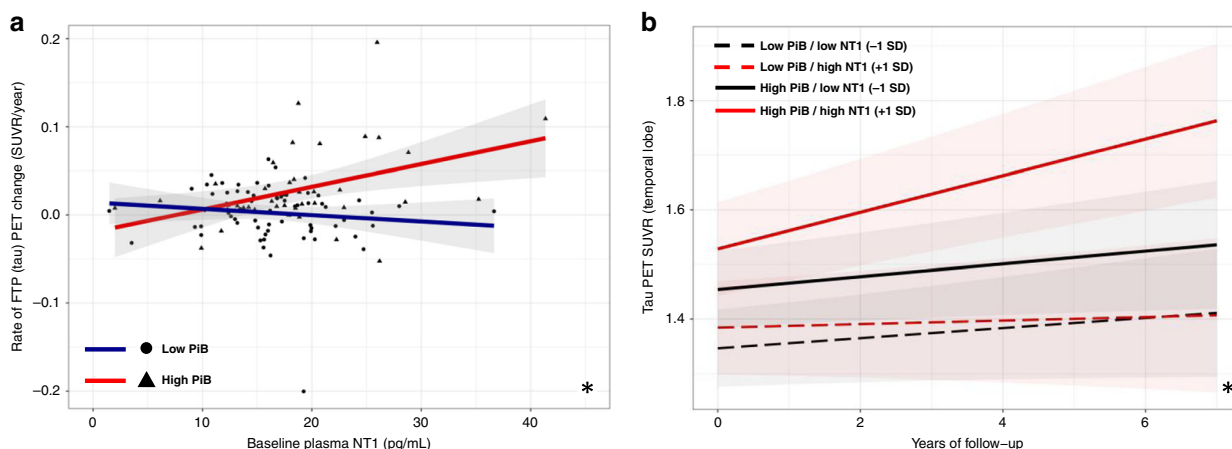 a
Rate of FTP (tau) PET change (SUVR/year)
0.2
0.1
0.0
−0.1
−0.2
Low PiB
High PiB
*
0 10 20 30 40
Baseline plasma NT1 (pg/mL)
b
Tau PET SUVR (temporal lobe)
Low PiB / low NT1 (−1 SD)
Low PiB / high NT1 (+1 SD)
High PiB / low NT1 (−1 SD)
High PiB / high NT1 (+1 SD)
1.8
1.6
1.4
*
0 2 4 6
Years of follow−up